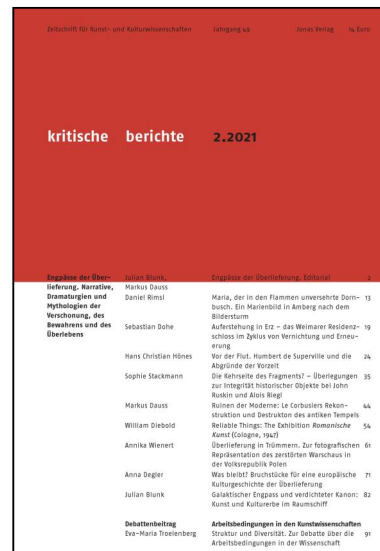 Zeitschrift für Kunst- und Kulturwissenschaften Jahrgang 49 Jonas Verlag 14 Euro
kritische berichte 2.2021
Engpässe der Über- Julian Blunk, Engpässe der Überlieferung. Editorial 2
lieferung. Narrative, Markus Dauss
Dramaturgien und Daniel Rimsl Maria, der in den Flammen unversehrte Dorn- 13
Mythologien der busch. Ein Marienbild in Amberg nach dem
Verschonung, des Bildersturm
Bewahrens und des Sebastian Dohe Auferstehung in Erz – das Weimarer Residenz- 19
Überlebens schloss im Zyklus von Vernichtung und Erneu-
erung
Hans Christian Hönes Vor der Flut. Humbert de Superville und die 24
Abgründe der Vorzeit
Sophie Stackmann Die Kehrseite des Fragments? – Überlegungen 35
zur Integrität historischer Objekte bei John
Ruskin und Alois Riegl
Markus Dauss Ruinen der Moderne: Le Corbusiers Rekon- 44
struktion und Destrukton des antiken Tempels
William Diebold Reliable Things: The Exhibition Romanische 54
Kunst (Cologne, 1947)
Annika Wienert Überlieferung in Trümmern. Zur fotografischen 61
Repräsentation des zerstörten Warschaus in
der Volksrepublik Polen
Anna Degler Was bleibt? Bruchstücke für eine europäische 71
Kulturgeschichte der Überlieferung
Julian Blunk Galaktischer Engpass und verdichteter Kanon: 82
Kunst und Kulturerbe im Raumschiff
Debattenbeitrag Arbeitsbedingungen in den Kunstwissenschaften
Eva-Maria Troelenberg Struktur und Diversität. Zur Debatte über die 91
Arbeitsbedingungen in der Wissenschaft